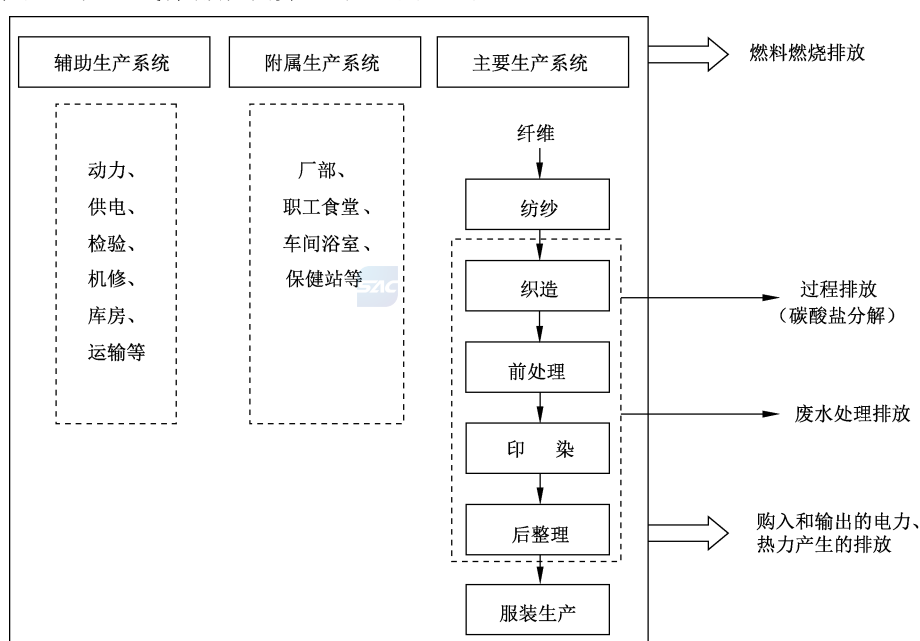 辅助生产系统
附属生产系统
主要生产系统
燃料燃烧排放
动力、
供电、
检验、
机修、
库房、
运输等
厂部、
职工食堂、
车间浴室、
保健站等
SAC
纤维
纺纱
织造
前处理
印 染
后整理
服装生产
过程排放
（碳酸盐分解）
废水处理排放
购入和输出的电力、
热力产生的排放